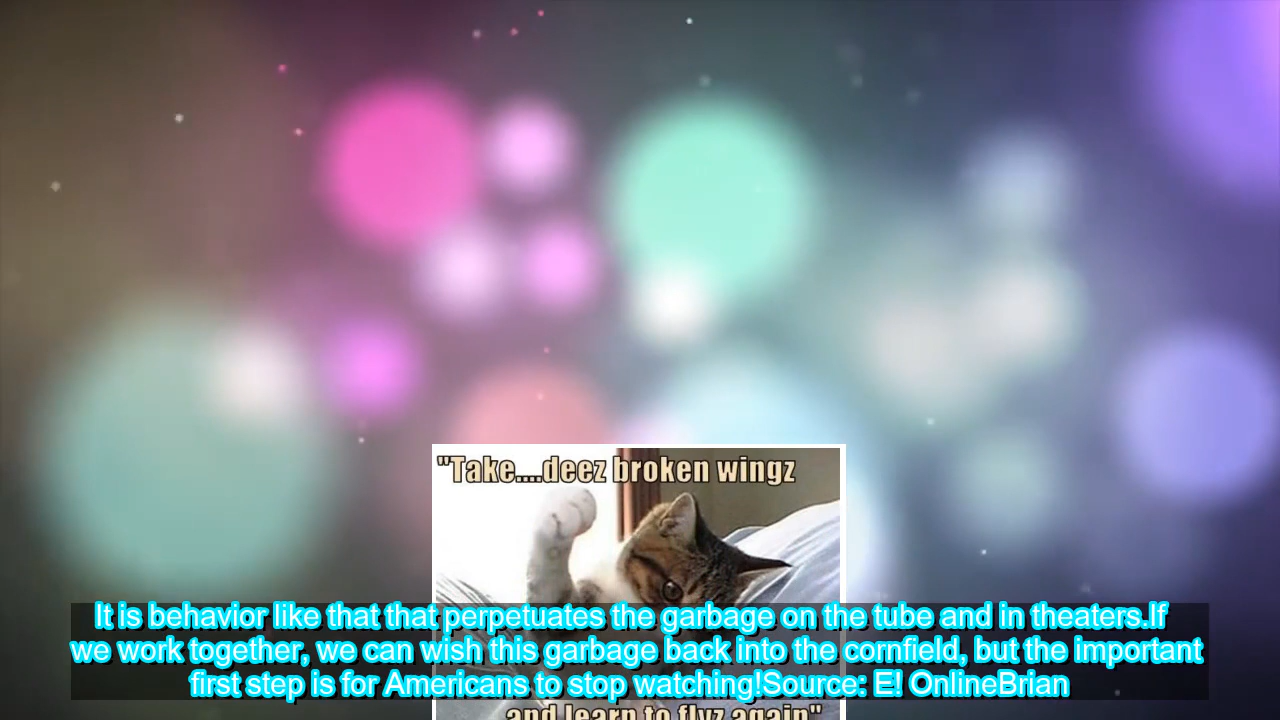 "Take....deez broken wingz
It is behavior like that that perpetuates the garbage on the tube and in theaters.If
we work together, we can wish this garbage back into the cornfield, but the important
first step is for Americans to stop watching!Source: E! OnlineBrian
and learn to flyz again"